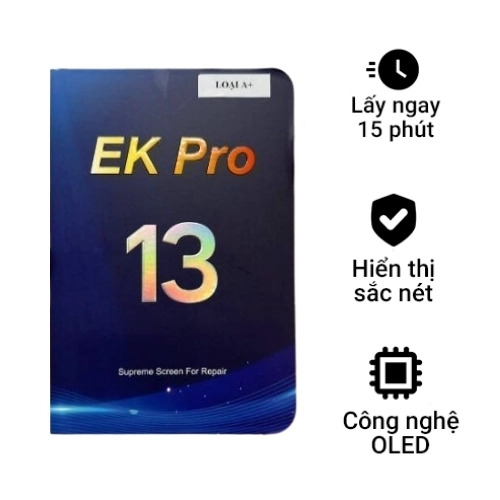 LOẠI A+
EK Pro
13
Supreme Screen For Repair
Lấy ngay
15 phút
Hiển thị
sắc nét
Công nghệ
OLED